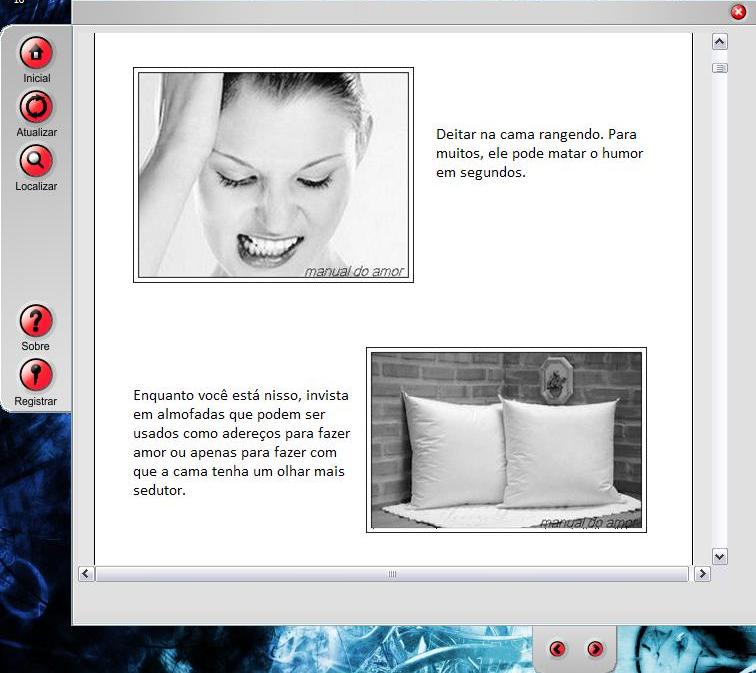 Inicial
Atualizar
Localizar
Sobre
Registrar
manual do amor
Deitar na cama rangendo. Para
muitos, ele pode matar o humor
em segundos.
Enquanto você está nisso, invista
em almofadas que podem ser
usados como adereços para fazer
amor ou apenas para fazer com
que a cama tenha um olhar mais
sedutor.
manual do amor